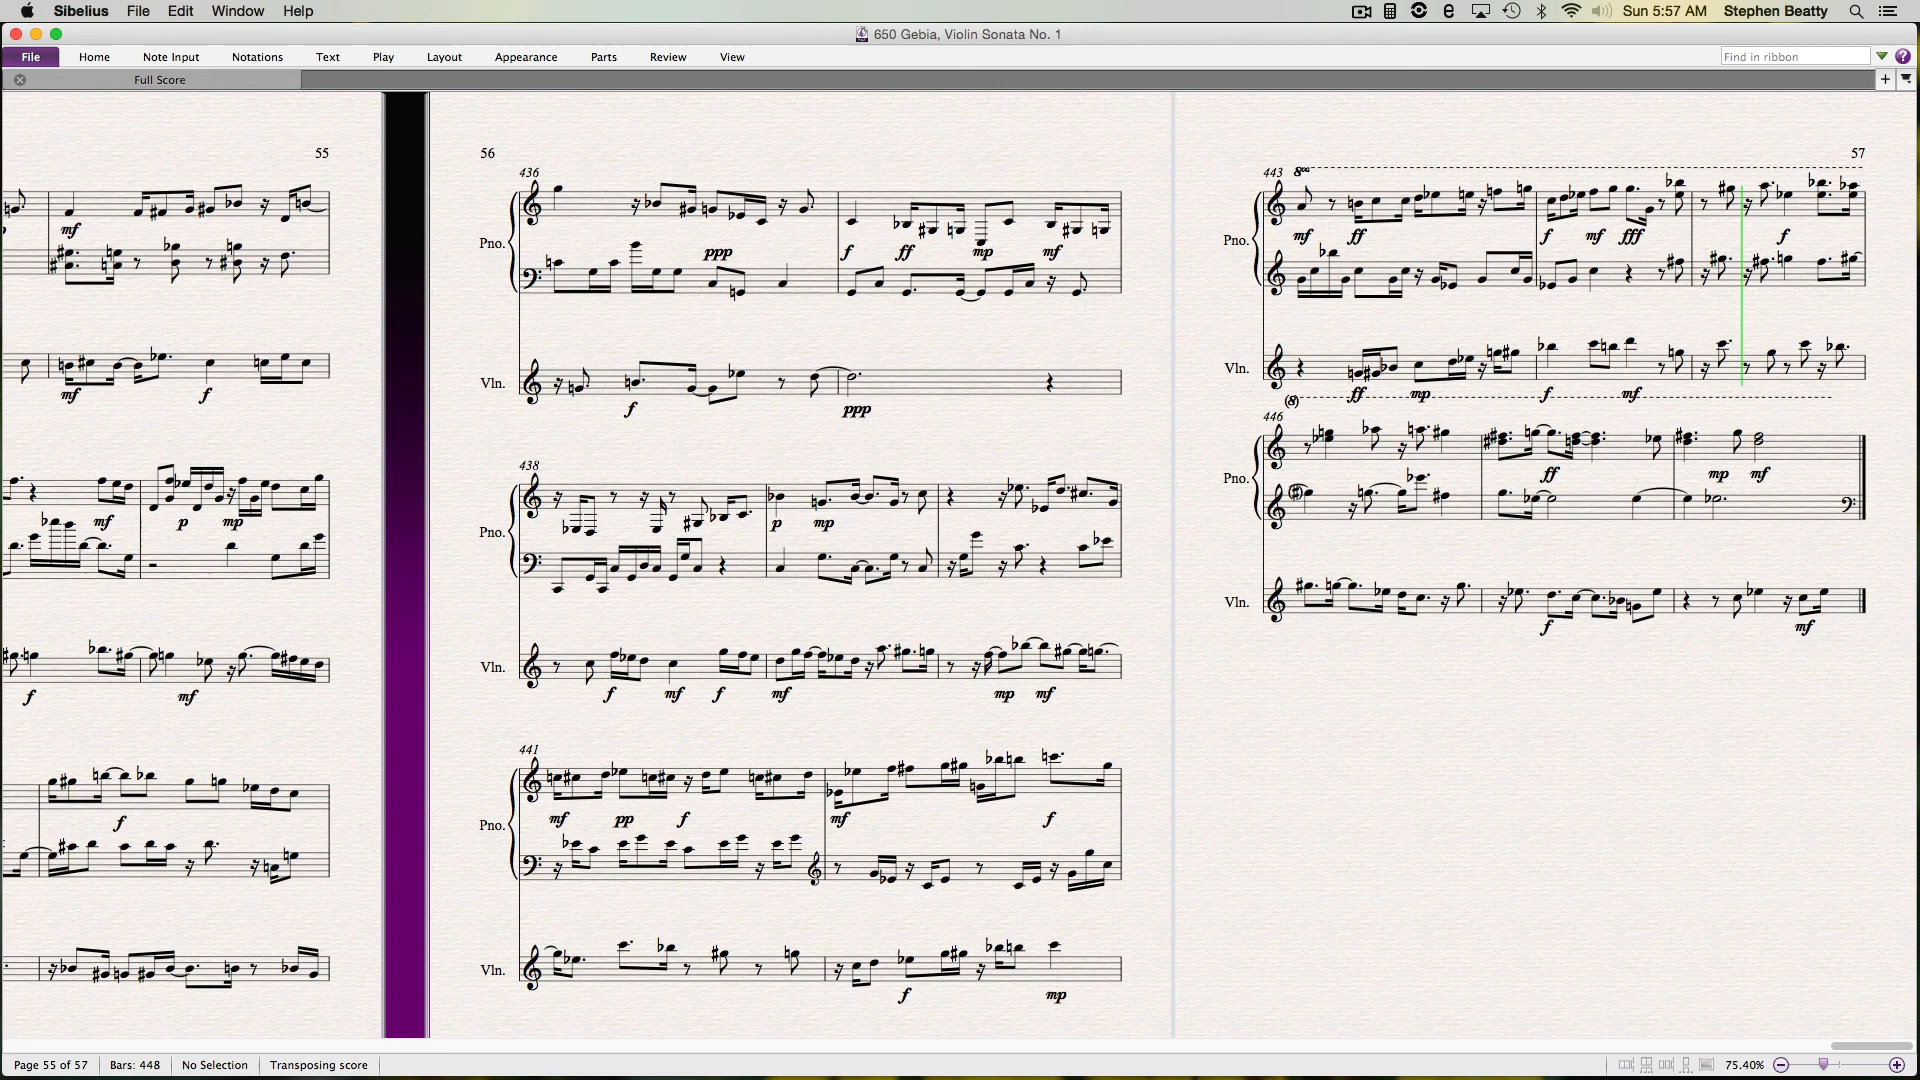 Sibelius File Edit Window Help Sun 5:57 AM Stephen Beatty
650 Gebia, Violin Sonata No. 1
File Home Note Input Notations Text Play Layout Appearance Parts Review View Find in ribbon ?
Full Score +
55
mf
mf f
mf p mp
f mf
f
56
436
Pno.
ppp f ff mp mf
Vln.
f ppp
438
Pno.
p mp
Vln.
f mf f mf mp mf
441
Pno.
mf pp f mf f
Vln.
f mp
57
443
8va
Pno.
mf ff f mf fff f
Vln.
ff mp f mf
(8)
446
Pno.
ff mp mf
Vln.
f mf
Page 55 of 57 Bars: 448 No Selection Transposing score 75.40%